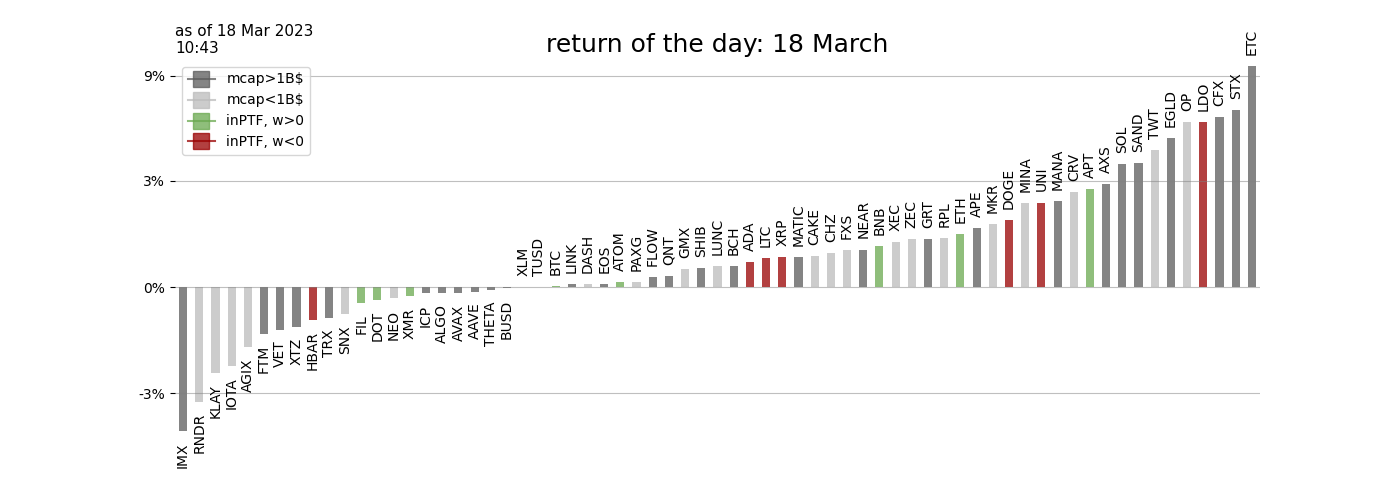 as of 18 Mar 2023
10:43
return of the day: 18 March
mcap>1B$
mcap<1B$
inPTF, w>0
inPTF, w<0
9%
3%
0%
-3%
IMX
RNDR
KLAY
IOTA
AGIX
FTM
VET
XTZ
HBAR
TRX
SNX
FIL
DOT
NEO
XMR
ICP
ALGO
AVAX
AAVE
THETA
BUSD
XLM
TUSD
BTC
LINK
DASH
EOS
ATOM
PAXG
FLOW
QNT
GMX
SHIB
LUNC
BCH
ADA
LTC
XRP
MATIC
CAKE
CHZ
FXS
NEAR
BNB
XEC
ZEC
GRT
RPL
ETH
APE
MKR
DOGE
MINA
UNI
MANA
CRV
APT
AXS
SOL
SAND
TWT
EGLD
OP
LDO
CFX
STX
ETC